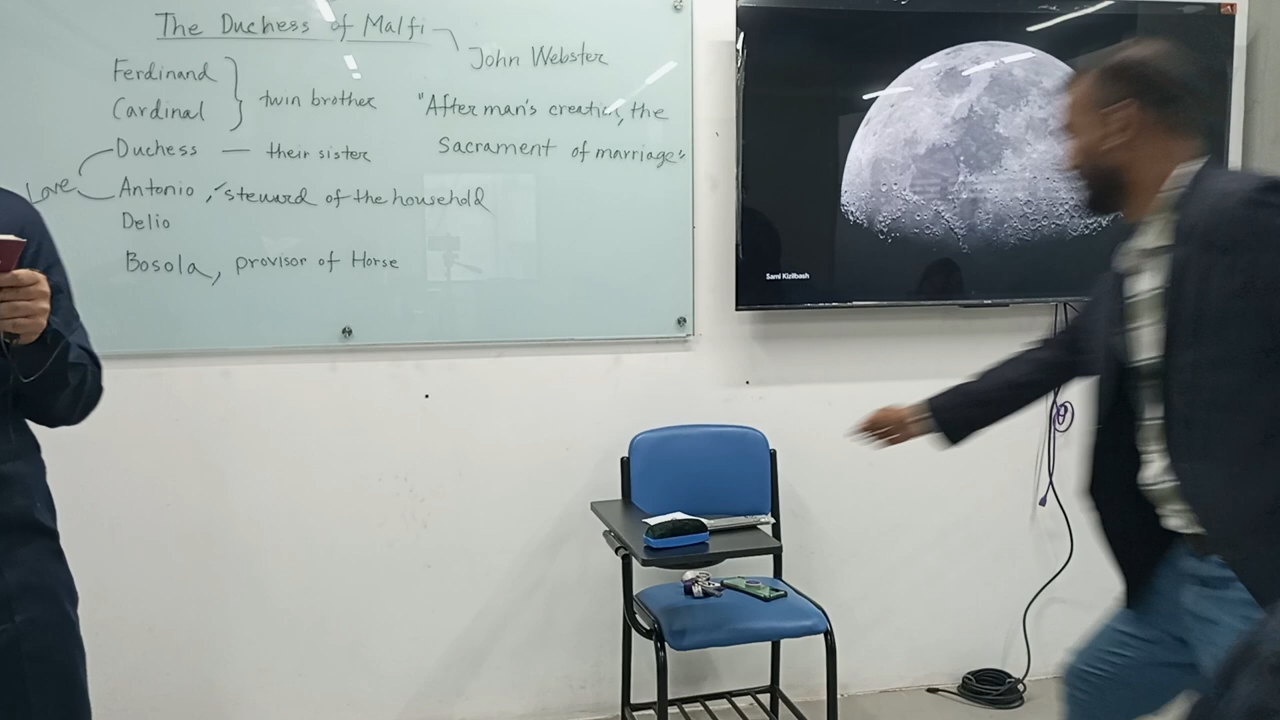 The Duchess of Malfi
John Webster
Ferdinand
Cardinal
twin brother
Duchess — their sister
Love
Antonio, steward of the household
Delio
Bosola, provisor of Horse
"After man's creation, the
Sacrament of marriage"
Sami Kizilbash